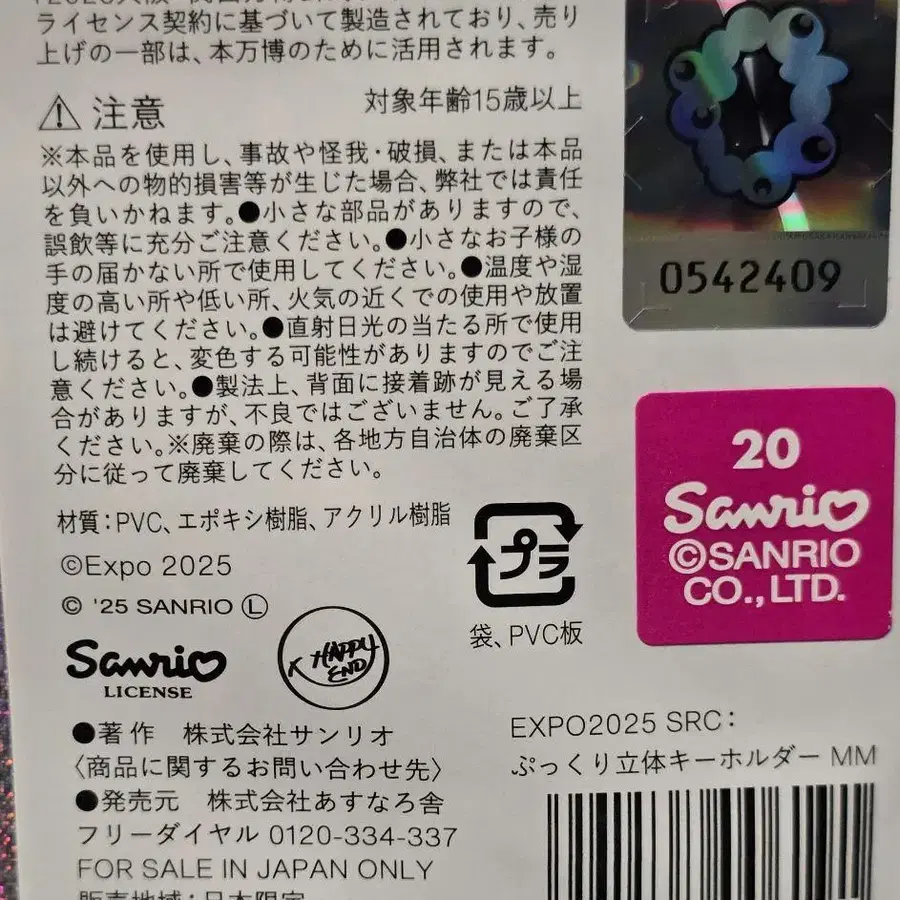 ライセンス契約に基づいて製造されており、売り
上げの一部は、本万博のために活用されます。
注意
対象年齢15歳以上
※本品を使用し、事故や怪我・破損、または本品
以外への物的損害等が生じた場合、弊社では責任
を負いかねます。●小さな部品がありますので、
誤飲等に充分ご注意ください。●小さなお子様の
手の届かない所で使用してください。●温度や湿
度の高い所や低い所、火気の近くでの使用や放置
は避けてください。●直射日光の当たる所で使用
し続けると、変色する可能性がありますのでご注
意ください。●製法上、背面に接着跡が見える場
合がありますが、不良ではございません。ご了承
ください。※廃棄の際は、各地方自治体の廃棄区
分に従って廃棄してください。
材質：PVC、エポキシ樹脂、アクリル樹脂
©Expo 2025
© '25 SANRIO Ⓛ
Sanrio
LICENSE
HAPPY
END
プラ
袋、PVC板
0542409
20
Sanrio
©SANRIO
CO.,LTD.
●著作 株式会社サンリオ
〈商品に関するお問い合わせ先〉
●発売元 株式会社あすなろ舎
フリーダイヤル 0120-334-337
FOR SALE IN JAPAN ONLY
販売地域：日本限定
EXPO2025 SRC：
ぷっくり立体キーホルダー MM